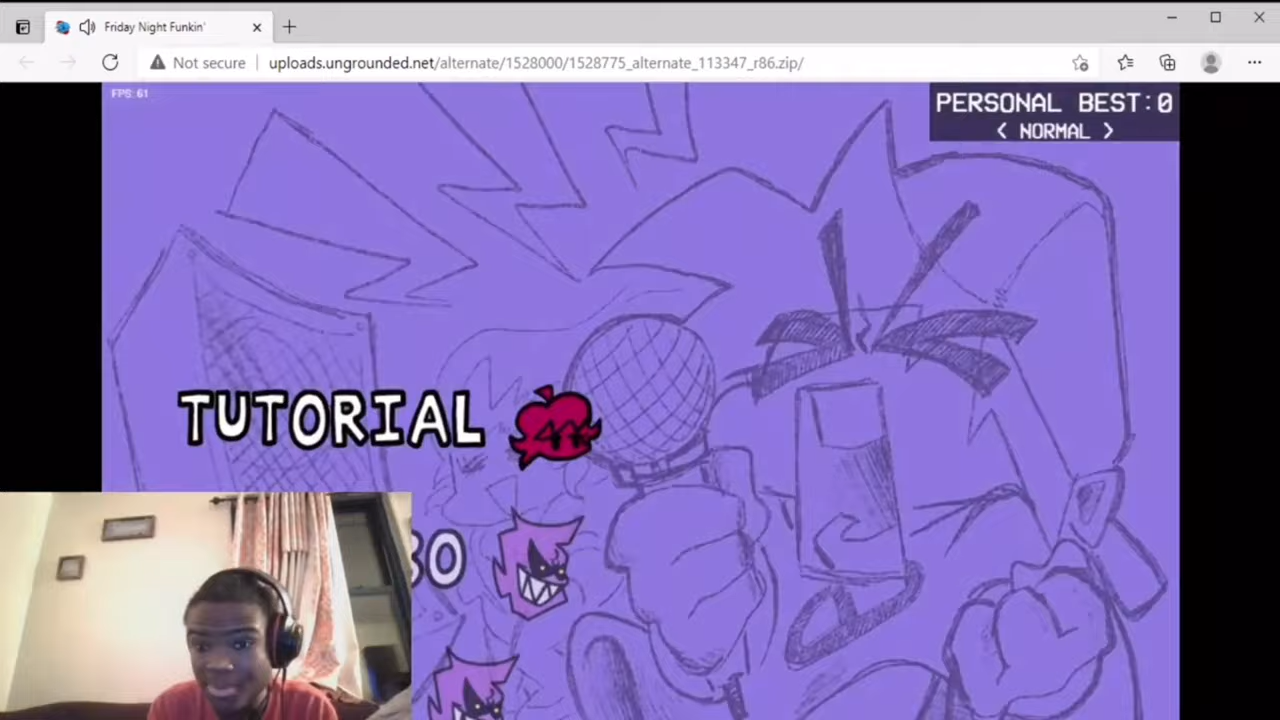 Friday Night Funkin'
Not secure
uploads.ungrounded.net/alternate/1528000/1528775_alternate_113347_r86.zip/
FPS: 61
PERSONAL BEST:0
< NORMAL >
TUTORIAL